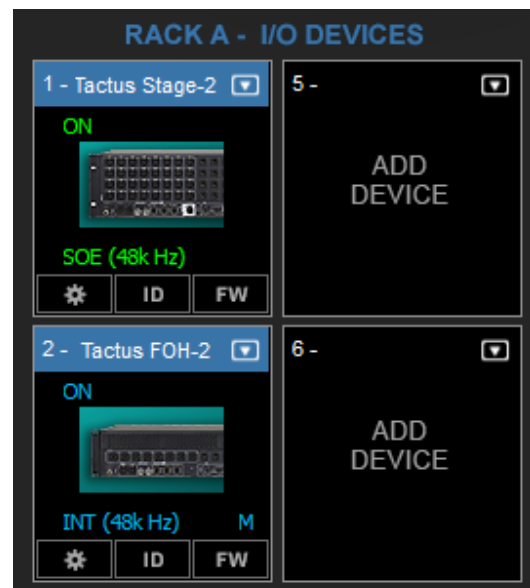 RACK A - I/O DEVICES
1 - Tactus Stage-2
ON
SOE (48k Hz)
ID FW
5 -
ADD
DEVICE
2 - Tactus FOH-2
ON
INT (48k Hz) M
ID FW
6 -
ADD
DEVICE